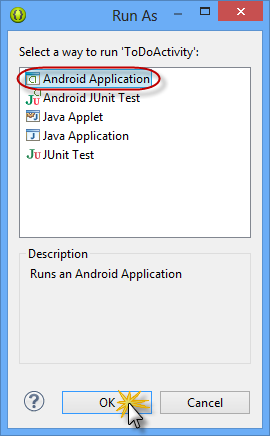 Run As
Select a way to run 'ToDoActivity':
Android Application
Android JUnit Test
Java Applet
Java Application
JUnit Test
Description
Runs an Android Application
OK
Cancel